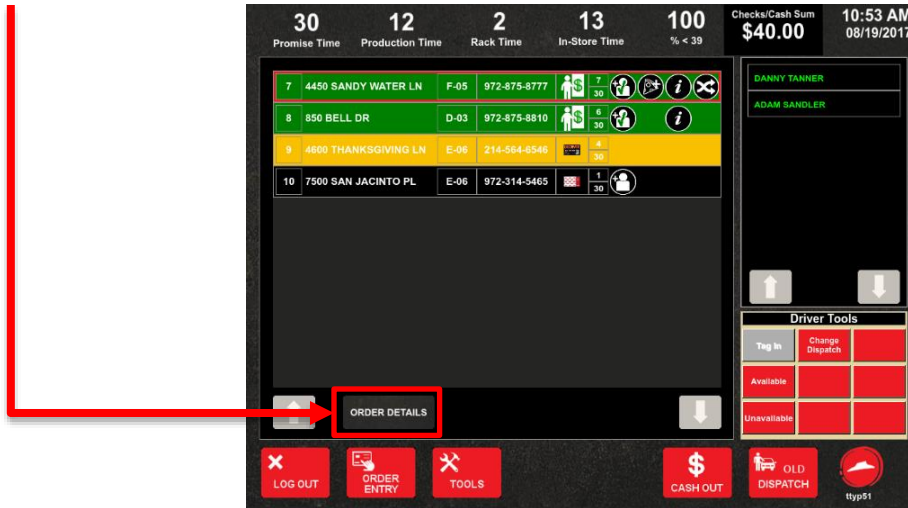 30 12 2 13 100 Checks/Cash Sum 10:53 AM
Promise Time Production Time Rack Time In-Store Time % < 39 $40.00 08/19/2017
7 4450 SANDY WATER LN F-05 972-875-8777 $ 7 30 i
8 850 BELL DR D-03 972-875-8810 $ 6 30 i
9 4600 THANKSGIVING LN E-06 214-564-6546 4 30
10 7500 SAN JACINTO PL E-06 972-314-5465 1 30
DANNY TANNER
ADAM SANDLER
Driver Tools
Tag In Change Dispatch
Available
Unavailable
ORDER DETAILS
LOG OUT
ORDER ENTRY
TOOLS
$ CASH OUT
OLD DISPATCH
ttyp51